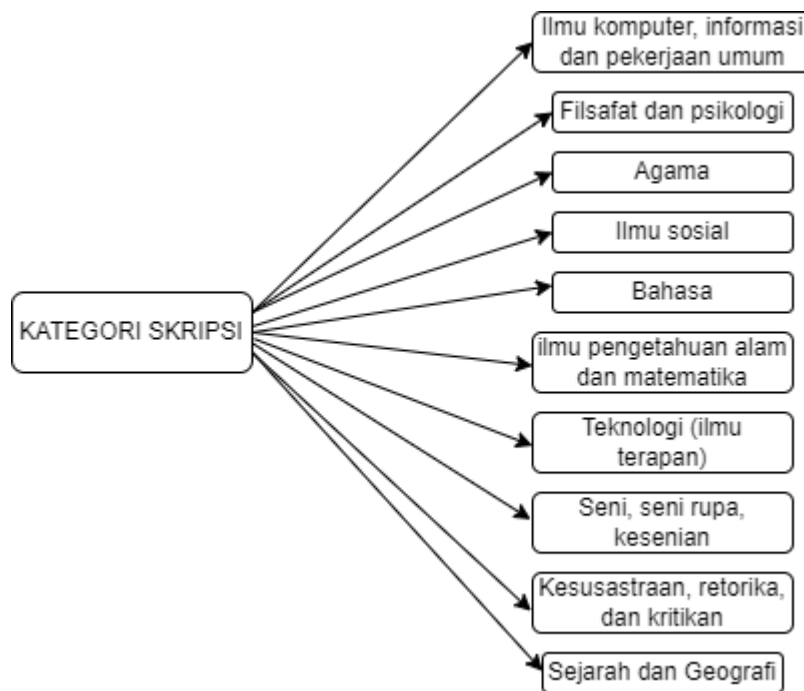 Ilmu komputer, informasi
dan pekerjaan umum
Filsafat dan psikologi
Agama
Ilmu sosial
KATEGORI SKRIPSI
Bahasa
ilmu pengetahuan alam
dan matematika
Teknologi (ilmu
terapan)
Seni, seni rupa,
kesenian
Kesusastraan, retorika,
dan kritikan
Sejarah dan Geografi